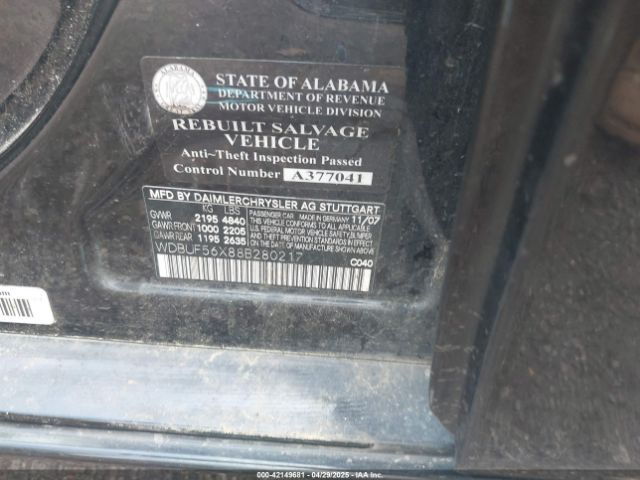 ALABAMA
STATE OF ALABAMA
DEPARTMENT OF REVENUE
MOTOR VEHICLE DIVISION
REBUILT SALVAGE
VEHICLE
Anti~Theft Inspection Passed
Control Number A377041
MFD BY DAIMLERCHRYSLER AG STUTTGART
KG LBS
GVWR 2195 4840
GAWR FRONT 1000 2205
GAWR REAR 1195 2635
PASSENGER CAR MADE IN GERMANY 11/07
THIS VEHICLE CONFORMS TO ALL APPLICABLE
U.S. FEDERAL MOTOR VEHICLE SAFETY, BUMPER,
AND THEFT PREVENTION STANDARDS IN EFFECT
ON THE DATE OF MANUFACTURE SHOWN ABOVE.
WDBUF56X88B280217
C040
000-42149681 - 04/29/2025 -